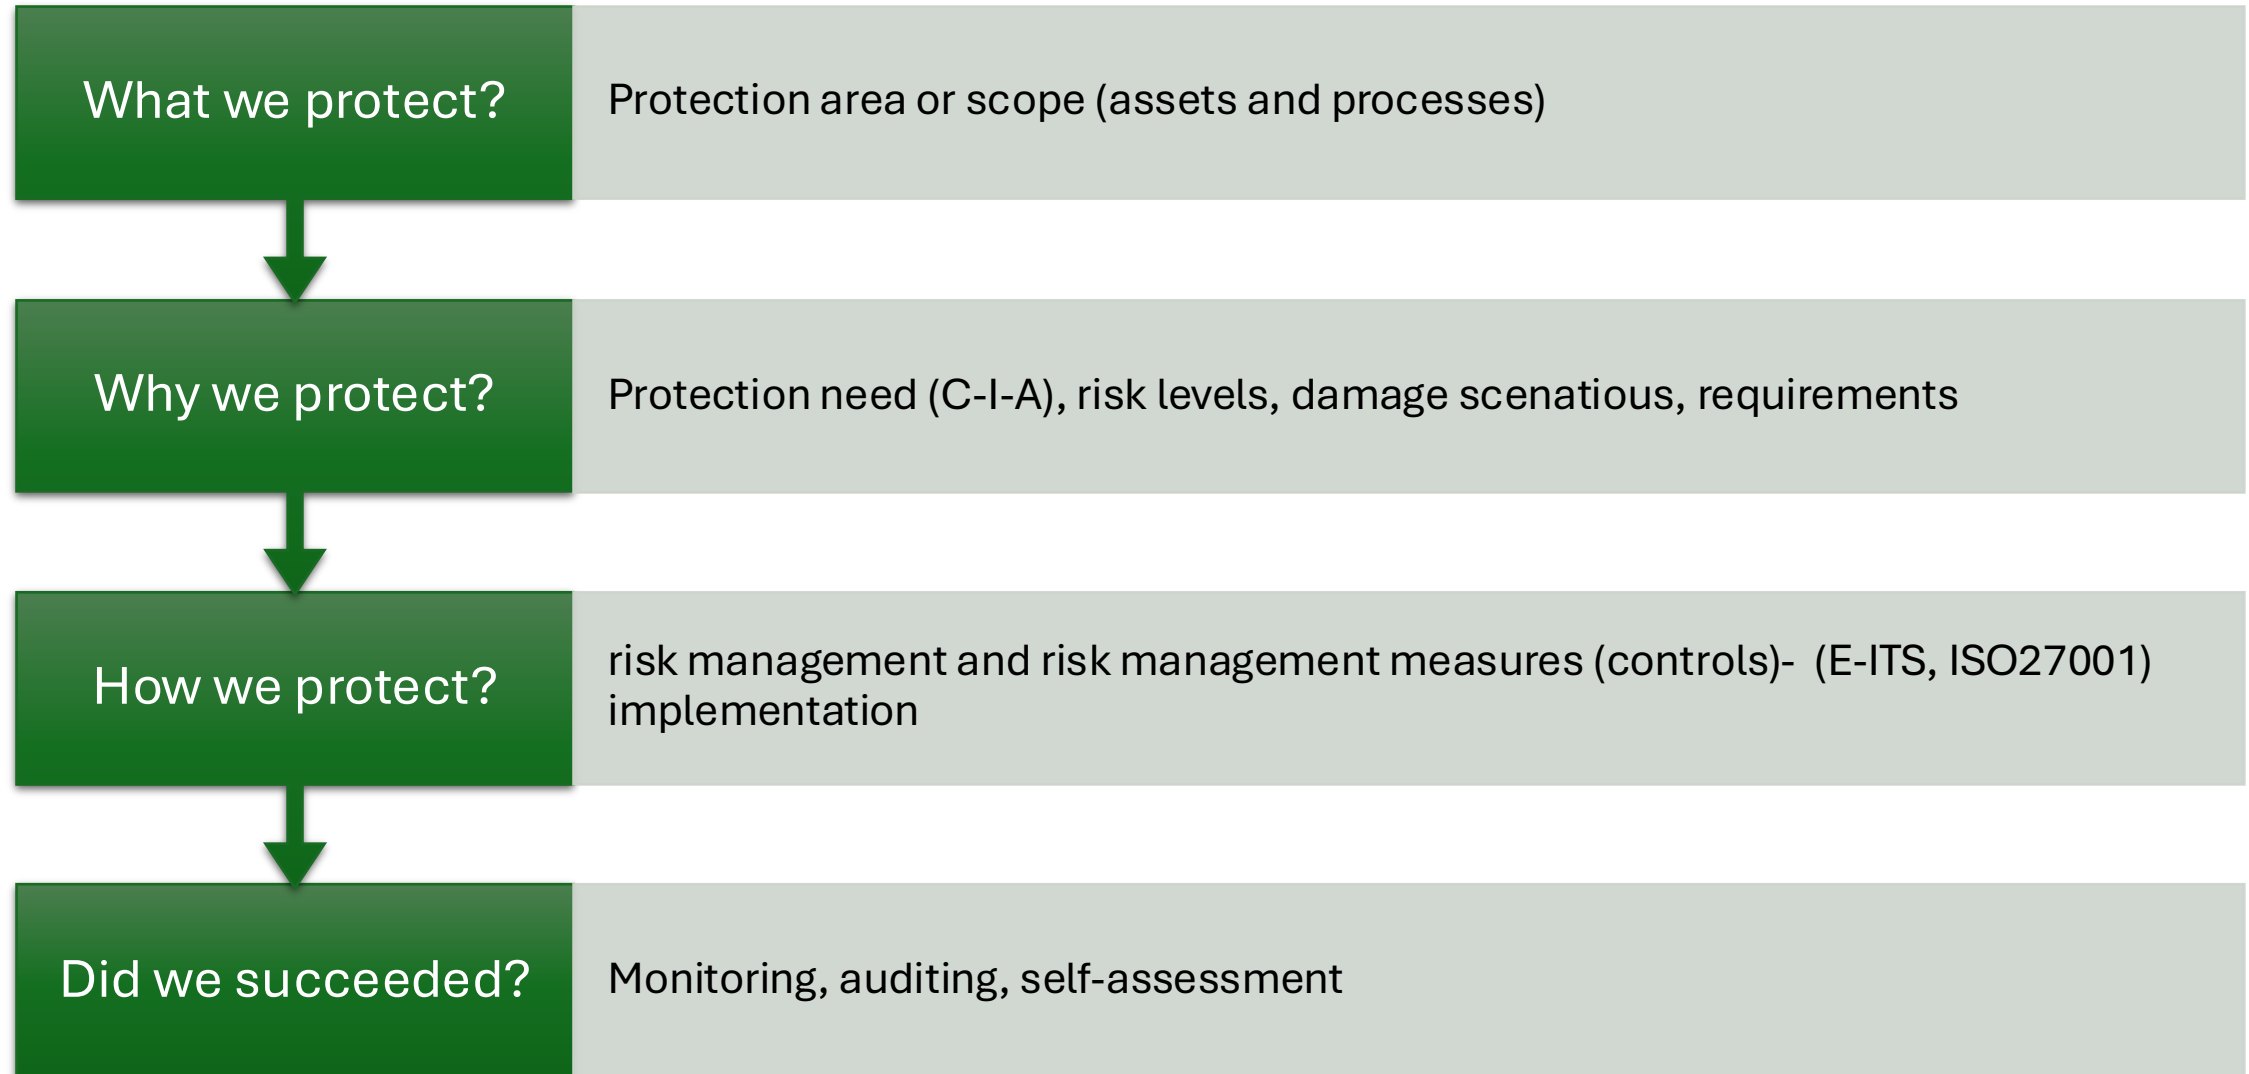 What we protect?
Protection area or scope (assets and processes)
Why we protect?
Protection need (C-I-A), risk levels, damage scenatious, requirements
How we protect?
risk management and risk management measures (controls)-  (E-ITS, ISO27001)
implementation
Did we succeeded?
Monitoring, auditing, self-assessment